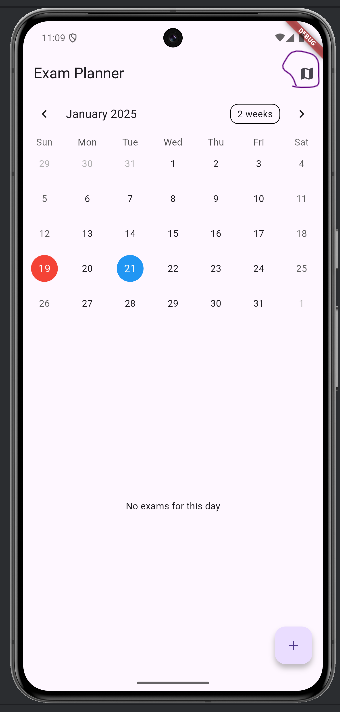 11:09
DEBUG
Exam Planner
January 2025
2 weeks
Sun Mon Tue Wed Thu Fri Sat
29 30 31 1 2 3 4
5 6 7 8 9 10 11
12 13 14 15 16 17 18
19 20 21 22 23 24 25
26 27 28 29 30 31 1
No exams for this day
+